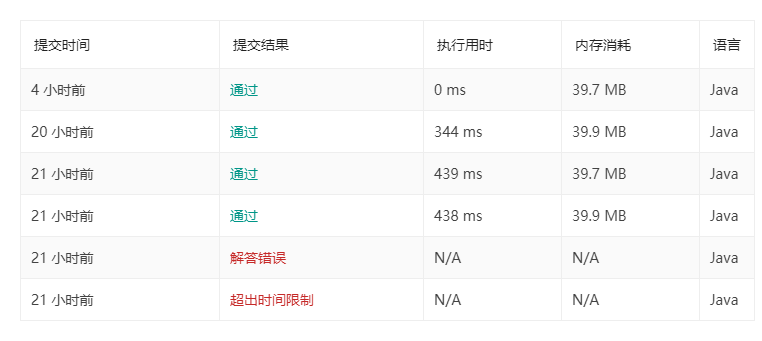 提交时间 提交结果 执行用时 内存消耗 语言
4 小时前 通过 0 ms 39.7 MB Java
20 小时前 通过 344 ms 39.9 MB Java
21 小时前 通过 439 ms 39.7 MB Java
21 小时前 通过 438 ms 39.9 MB Java
21 小时前 解答错误 N/A N/A Java
21 小时前 超出时间限制 N/A N/A Java